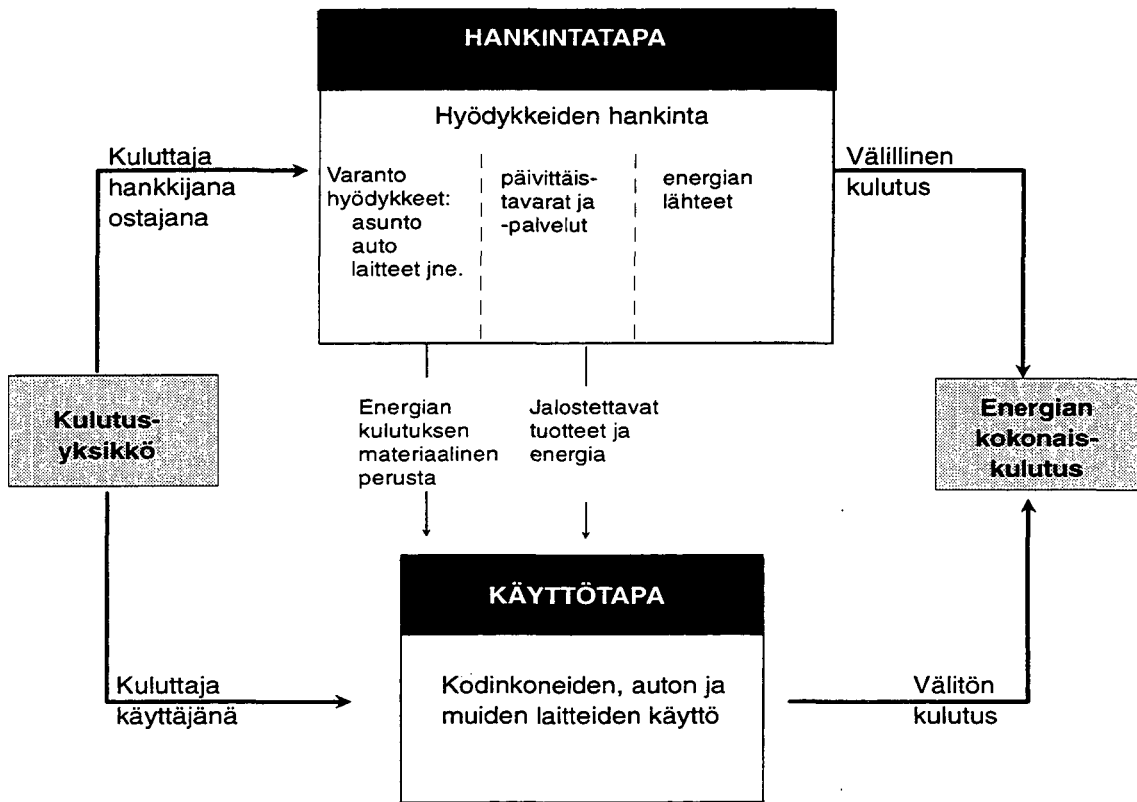 HANKINTATAPA
Hyödykkeiden hankinta
Kuluttaja
hankkijana
ostajana
Varanto
hyödykkeet:
asunto
auto
laitteet jne.
päivittäis-
tavarat ja
-palvelut
energian
lähteet
Välillinen
kulutus
Kulutus-
yksikkö
Energian
kulutuksen
materiaalinen
perusta
Jalostettavat
tuotteet ja
energia
Energian
kokonais-
kulutus
KÄYTTÖTAPA
Kuluttaja
käyttäjänä
Kodinkoneiden, auton ja
muiden laitteiden käyttö
Välitön
kulutus